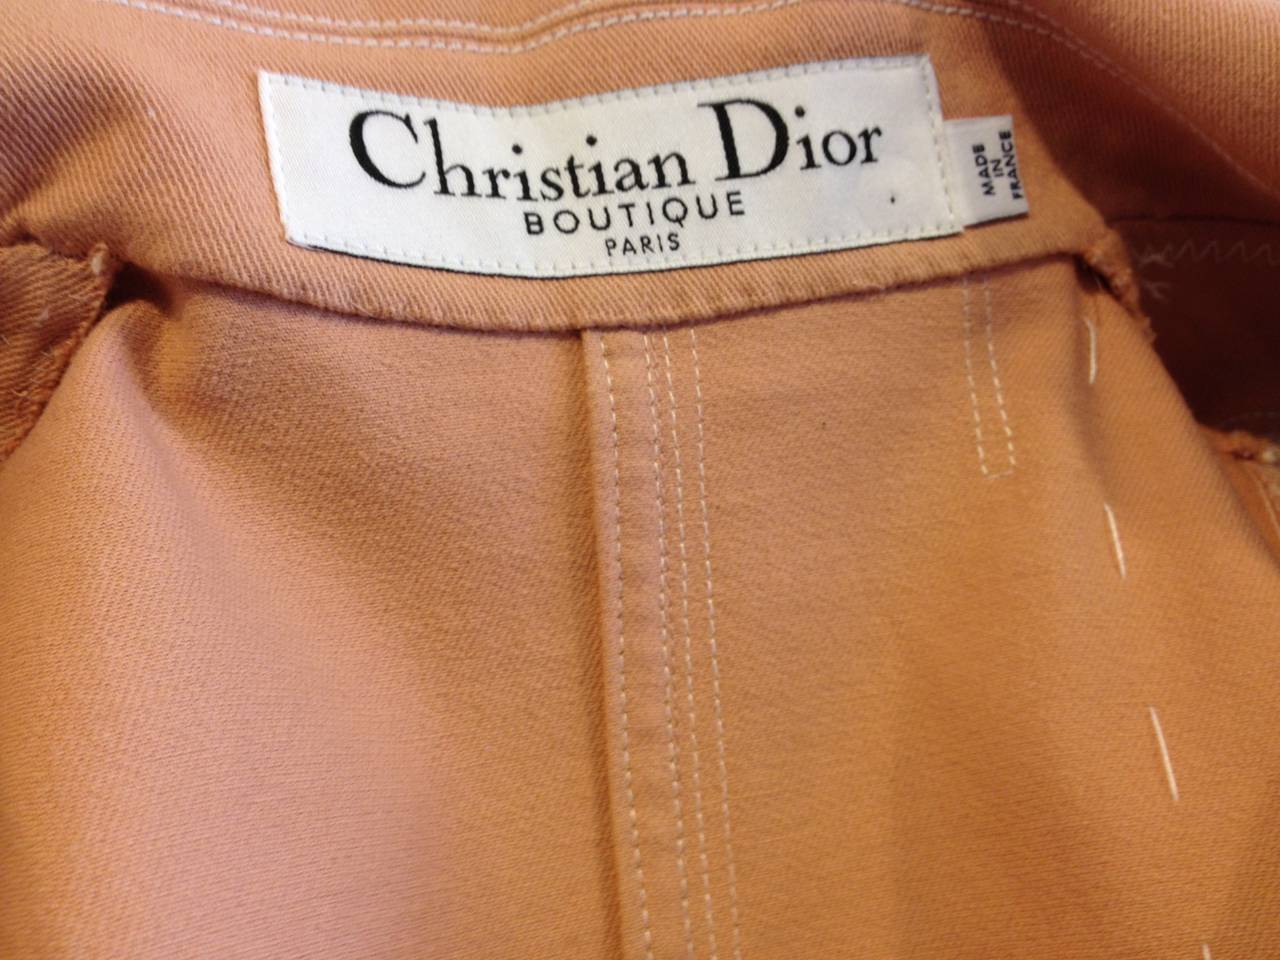 Christian Dior
BOUTIQUE
PARIS
MADE
IN
FRANCE